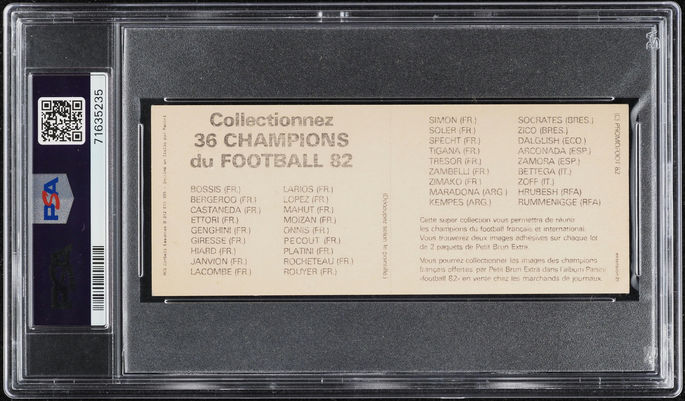 PSA
71635235
Collectionnez
36 CHAMPIONS
du FOOTBALL 82
BOSSIS (FR.)
BERGEROO (FR.)
CASTANEDA (FR.)
ETTORI (FR.)
GENGHINI (FR.)
GIRESSE (FR.)
HIARD (FR.)
JANVION (FR.)
LACOMBE (FR.)
LARIOS (FR.)
LOPEZ (FR.)
MAHUT (FR.)
MOIZAN (FR.)
ONNIS (FR.)
PECOUT (FR.)
PLATINI (FR.)
ROCHETEAU (FR.)
ROUYER (FR.)
(Découpez selon le pointillé)
SIMON (FR.)
SOLER (FR.)
SPECHT (FR.)
TIGANA (FR.)
TRESOR (FR.)
ZAMBELLI (FR.)
ZIMAKO (FR.)
MARADONA (ARG.)
KEMPES (ARG.)
SOCRATES (BRES.)
ZICO (BRES.)
DALGLISH (ECO.)
ARCONADA (ESP.)
ZAMORA (ESP.)
BETTEGA (IT.)
ZOFF (IT.)
HRUBESH (RFA)
RUMMENIGGE (RFA)
Cette super collection vous permettra de réunir
les champions du football français et international.
Vous trouverez deux images adhésives sur chaque lot
de 2 paquets de Petit Brun Extra.
Vous pourrez collectionner les images des champions
français offertes par Petit Brun Extra dans l'album Panini
«football 82» en vente chez les marchands de journaux.
(C) PROMOFOOT 82